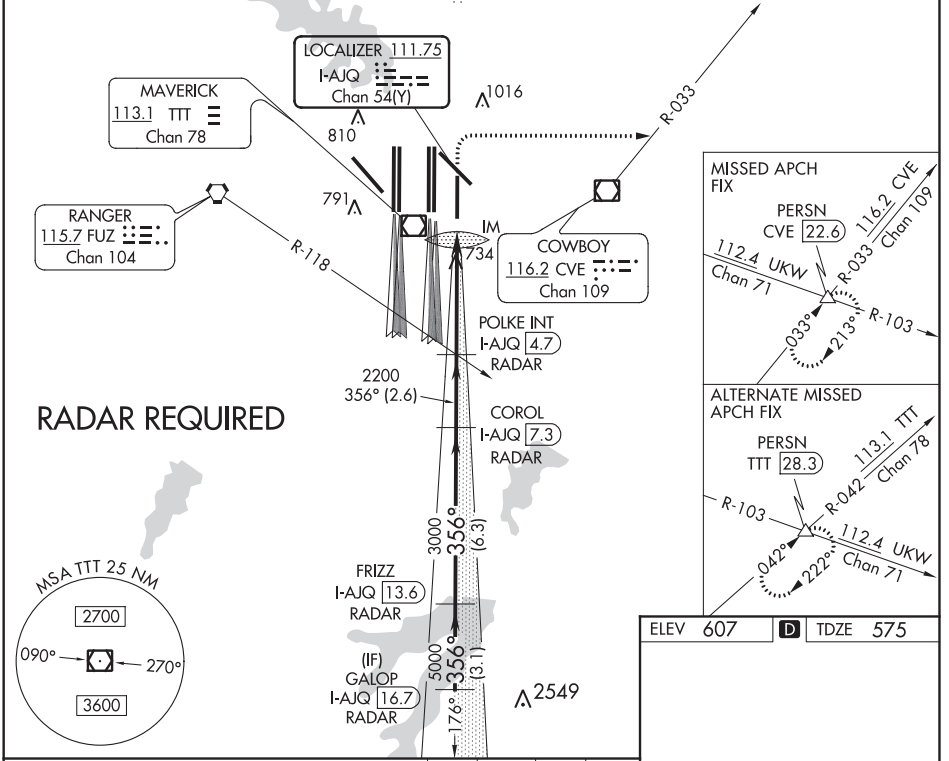 LOCALIZER 111.75
I-AJQ
Chan 54(Y)
MAVERICK
113.1 TTT
Chan 78
1016
R-033
810
791
RANGER
115.7 FUZ
Chan 104
R-118
IM
734
COWBOY
116.2 CVE
Chan 109
POLKE INT
I-AJQ 4.7
RADAR
2200
356° (2.6)
RADAR REQUIRED
COROL
I-AJQ 7.3
RADAR
3000
356°
(6.3)
FRIZZ
I-AJQ 13.6
RADAR
5000
356°
(3.1)
(IF)
GALOP
I-AJQ 16.7
RADAR
176°
2549
MSA TTT 25 NM
2700
090°
270°
3600
MISSED APCH
FIX
PERSN
CVE 22.6
R-033
116.2 CVE
Chan 109
112.4 UKW
Chan 71
R-103
033°
213°
ALTERNATE MISSED
APCH FIX
PERSN
TTT 28.3
R-042
113.1 TTT
Chan 78
R-103
112.4 UKW
Chan 71
042°
222°
ELEV 607 D TDZE 575